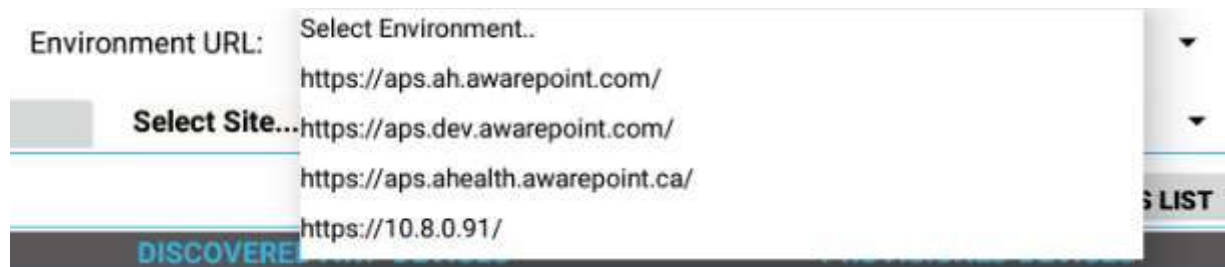 Environment URL:
Select Environment..
https://aps.ah.awarepoint.com/
Select Site...
https://aps.dev.awarepoint.com/
https://aps.ahealth.awarepoint.ca/
LIST
https://10.8.0.91/